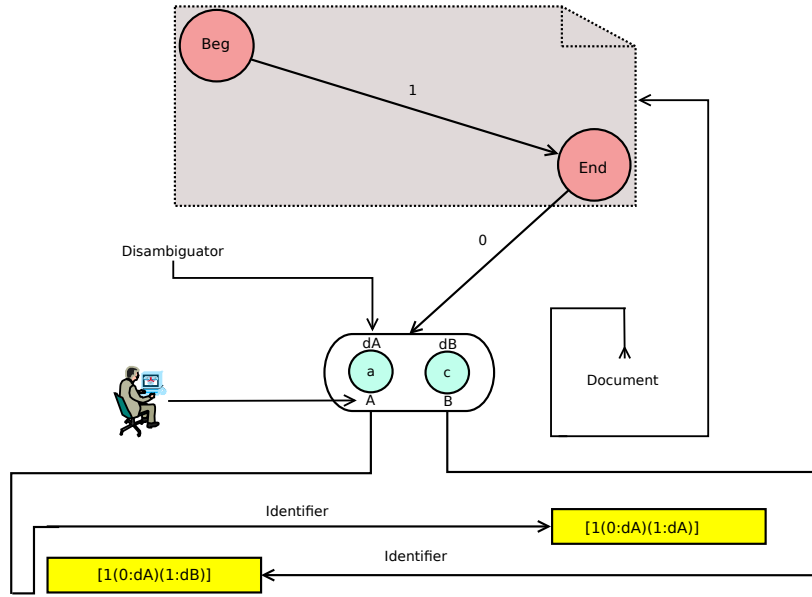 Beg
1
End
0
Disambiguator
dA dB
a c
A B
Document
Identifier
[1(0:dA)(1:dA)]
Identifier
[1(0:dA)(1:dB)]